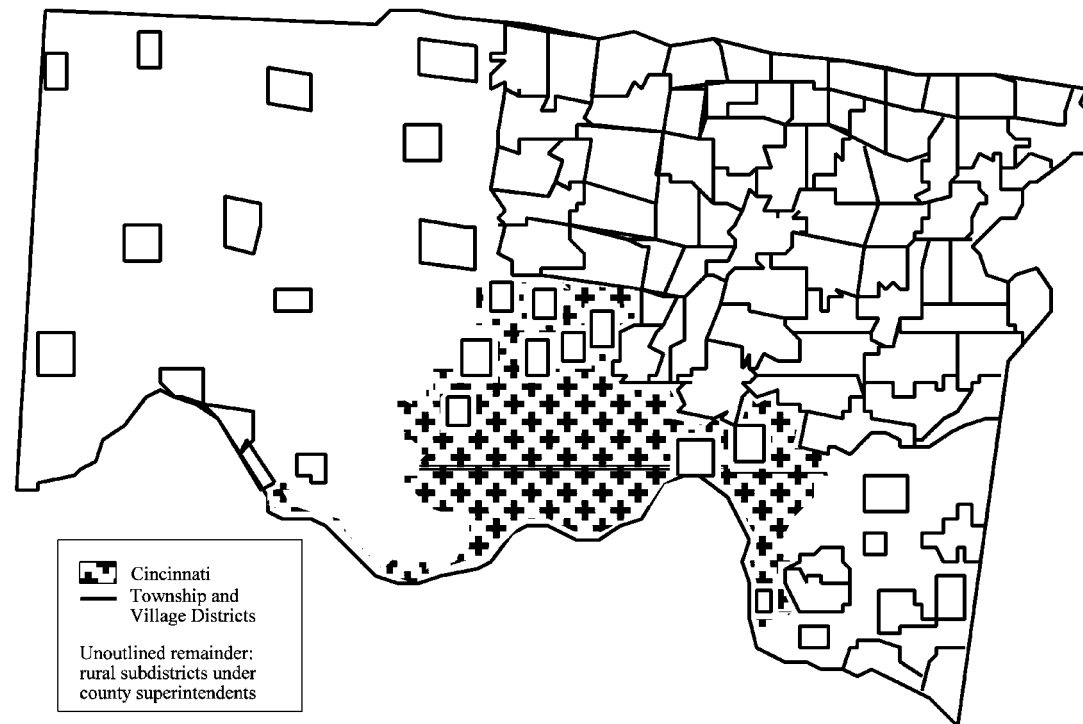 Cincinnati
Township and
Village Districts
Unoutlined remainder:
rural subdistricts under
county superintendents